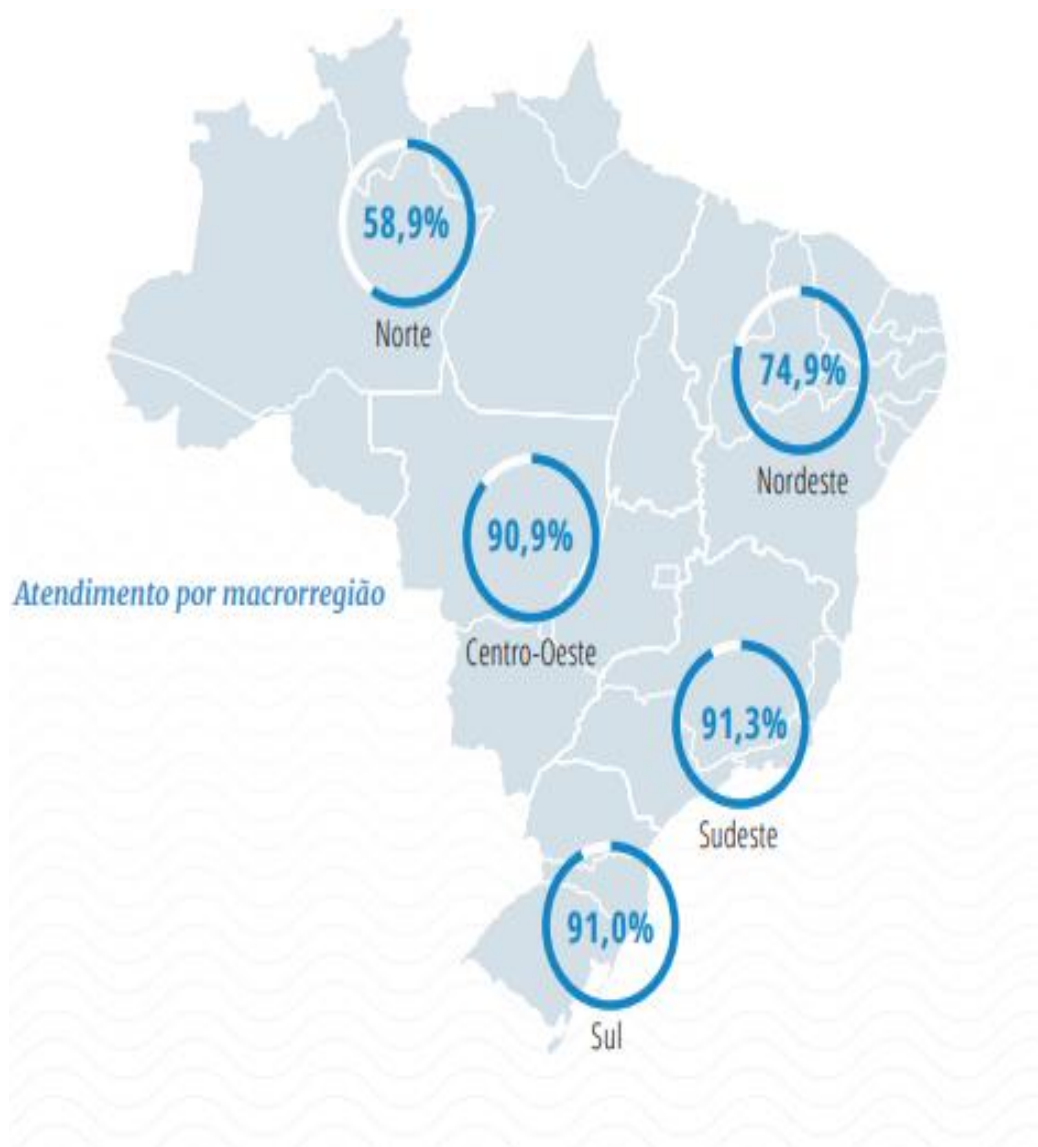 58,9%
Norte
74,9%
Nordeste
90,9%
Centro-Oeste
Atendimento por macrorregião
91,3%
Sudeste
91,0%
Sul